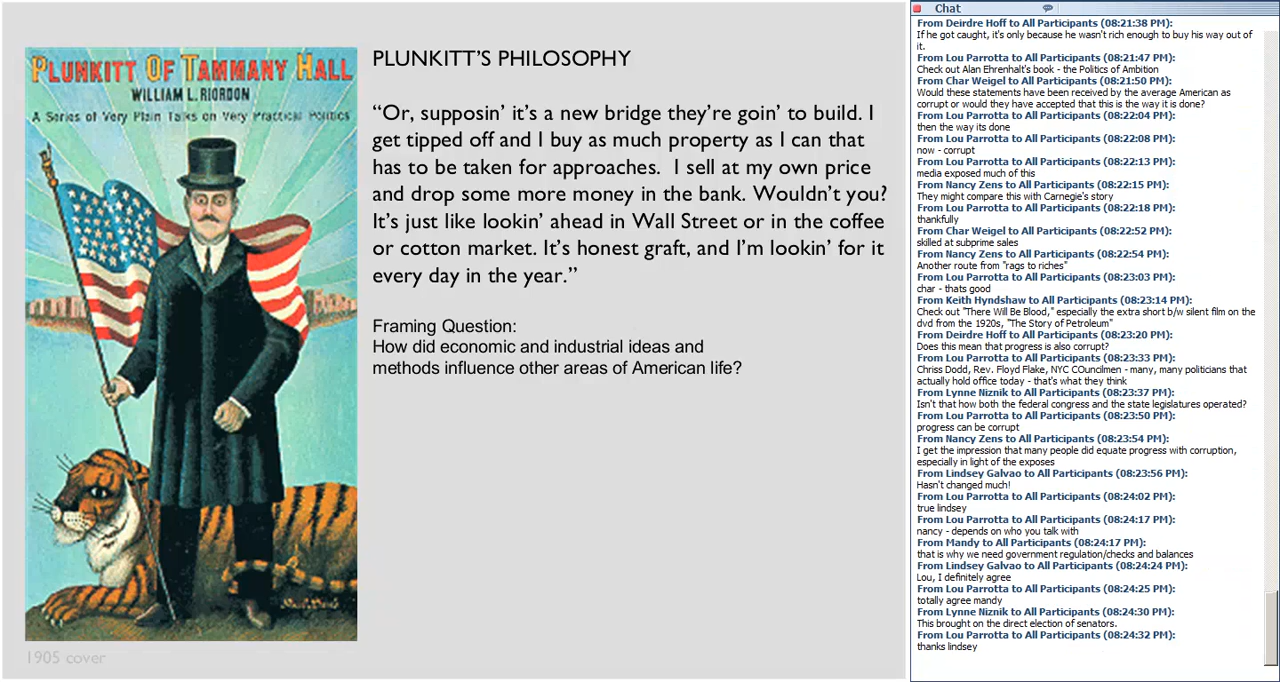 PLUNKITT OF TAMMANY HALL
WILLIAM L. RIORDON
A Series of Very Plain Talks on Very Practical Politics
1905 cover
PLUNKITT’S PHILOSOPHY
“Or, supposin’ it’s a new bridge they’re goin’ to build. I
get tipped off and I buy as much property as I can that
has to be taken for approaches.  I sell at my own price
and drop some more money in the bank. Wouldn’t you?
It’s just like lookin’ ahead in Wall Street or in the coffee
or cotton market. It’s honest graft, and I’m lookin’ for it
every day in the year.”
Framing Question:
How did economic and industrial ideas and
methods influence other areas of American life?
Chat
From Deirdre Hoff to All Participants (08:21:38 PM):
If he got caught, it's only because he wasn't rich enough to buy his way out of
it.
From Lou Parrotta to All Participants (08:21:47 PM):
Check out Alan Ehrenhalt's book - the Politics of Ambition
From Char Weigel to All Participants (08:21:50 PM):
Would these statements have been received by the average American as
corrupt or would they have accepted that this is the way it is done?
From Lou Parrotta to All Participants (08:22:04 PM):
then the way its done
From Lou Parrotta to All Participants (08:22:08 PM):
now - corrupt
From Lou Parrotta to All Participants (08:22:13 PM):
media exposed much of this
From Nancy Zens to All Participants (08:22:15 PM):
They might compare this with Carnegie's story
From Lou Parrotta to All Participants (08:22:18 PM):
thankfully
From Char Weigel to All Participants (08:22:52 PM):
skilled at subprime sales
From Nancy Zens to All Participants (08:22:54 PM):
Another route from "rags to riches"
From Lou Parrotta to All Participants (08:23:03 PM):
char - thats good
From Keith Hyndshaw to All Participants (08:23:14 PM):
Check out "There Will Be Blood," especially the extra short b/w silent film on the
dvd from the 1920s, "The Story of Petroleum"
From Deirdre Hoff to All Participants (08:23:20 PM):
Does this mean that progress is also corrupt?
From Lou Parrotta to All Participants (08:23:33 PM):
Chriss Dodd, Rev. Floyd Flake, NYC COuncilmen - many, many politicians that
actually hold office today - that's what they think
From Lynne Niznik to All Participants (08:23:37 PM):
Isn't that how both the federal congress and the state legislatures operated?
From Lou Parrotta to All Participants (08:23:50 PM):
progress can be corrupt
From Nancy Zens to All Participants (08:23:54 PM):
I get the impression that many people did equate progress with corruption,
especially in light of the exposes
From Lindsey Galvao to All Participants (08:23:56 PM):
Hasn't changed much!
From Lou Parrotta to All Participants (08:24:02 PM):
true lindsey
From Lou Parrotta to All Participants (08:24:17 PM):
nancy - depends on who you talk with
From Mandy to All Participants (08:24:17 PM):
that is why we need government regulation/checks and balances
From Lindsey Galvao to All Participants (08:24:24 PM):
Lou, I definitely agree
From Lou Parrotta to All Participants (08:24:25 PM):
totally agree mandy
From Lynne Niznik to All Participants (08:24:30 PM):
This brought on the direct election of senators.
From Lou Parrotta to All Participants (08:24:32 PM):
thanks lindsey